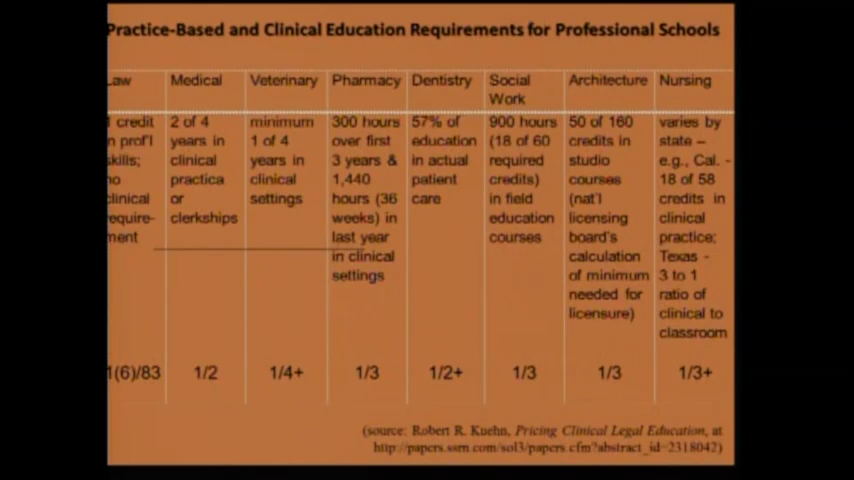 Practice-Based and Clinical Education Requirements for Professional Schools
Law Medical Veterinary Pharmacy Dentistry Social Work Architecture Nursing
1 credit
n prof'l
skills;
no
clinical
require-
ment
2 of 4
years in
clinical
practica
or
clerkships
minimum
1 of 4
years in
clinical
settings
300 hours
over first
3 years &
1,440
hours (36
weeks) in
last year
in clinical
settings
57% of
education
in actual
patient
care
900 hours
(18 of 60
required
credits)
in field
education
courses
50 of 160
credits in
studio
courses
(nat'l
licensing
board's
calculation
of minimum
needed for
licensure)
varies by
state –
e.g., Cal. -
18 of 58
credits in
clinical
practice;
Texas -
3 to 1
ratio of
clinical to
classroom
1(6)/83 1/2 1/4+ 1/3 1/2+ 1/3 1/3 1/3+
(source: Robert R. Kuehn, Pricing Clinical Legal Education, at
http://papers.ssrn.com/sol3/papers.cfm?abstract_id=2318042)